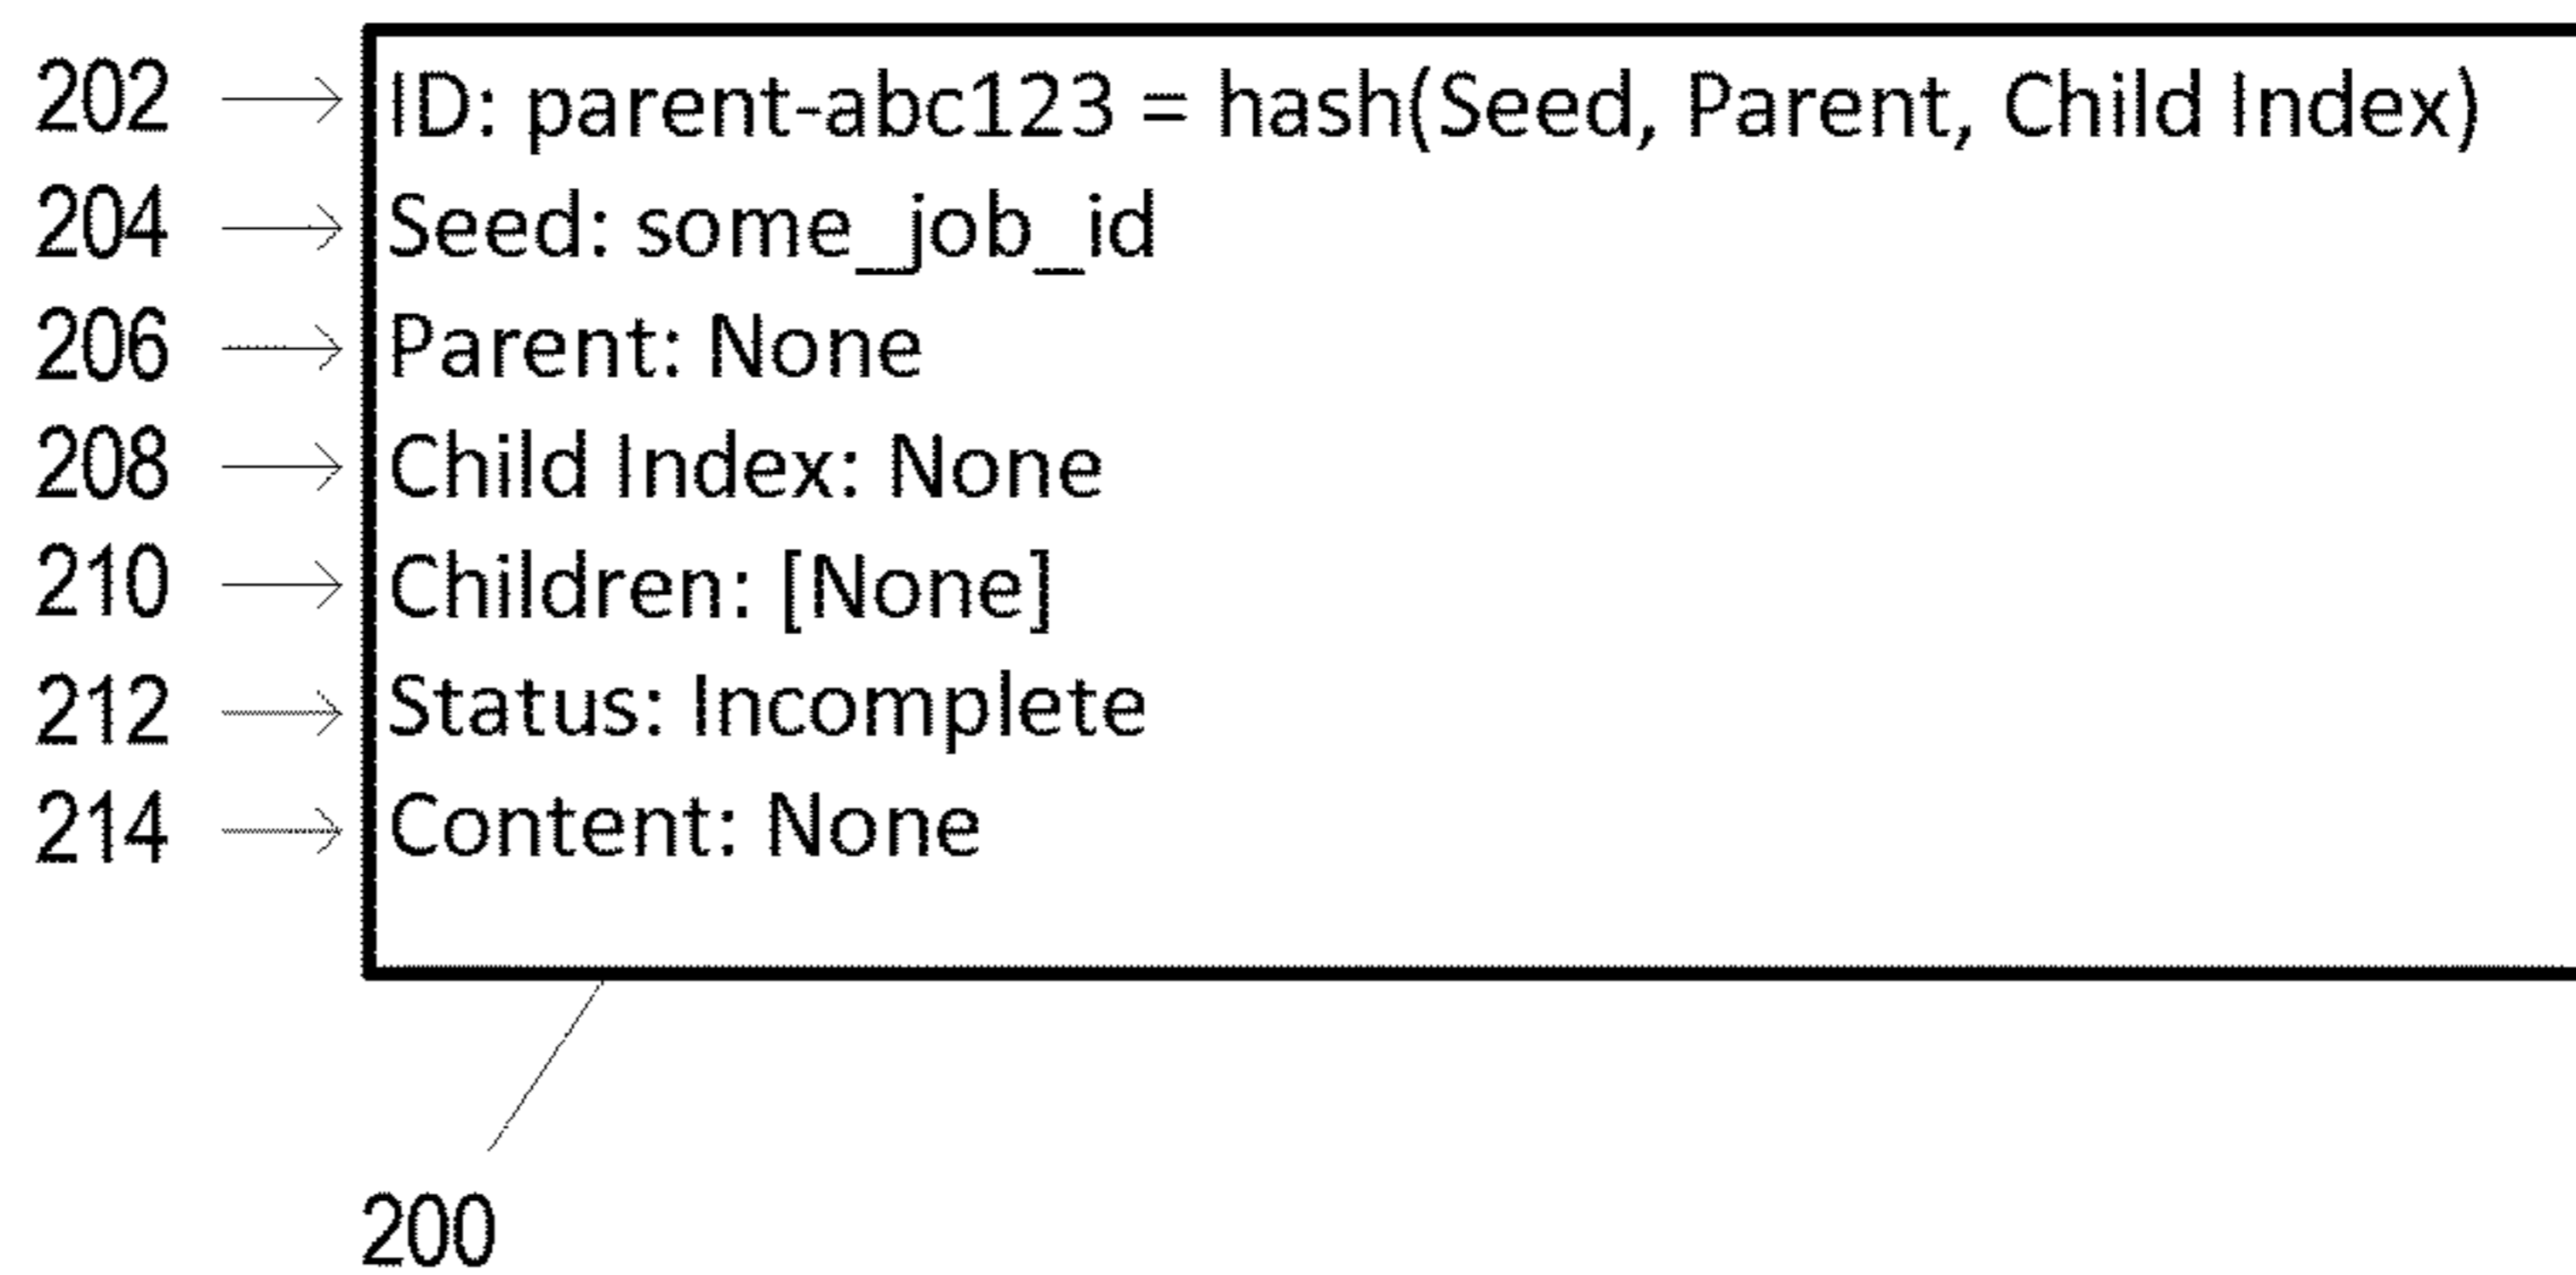 202 ID: parent-abc123 = hash(Seed, Parent, Child Index)
204 Seed: some_job_id
206 Parent: None
208 Child Index: None
210 Children: [None]
212 Status: Incomplete
214 Content: None
200